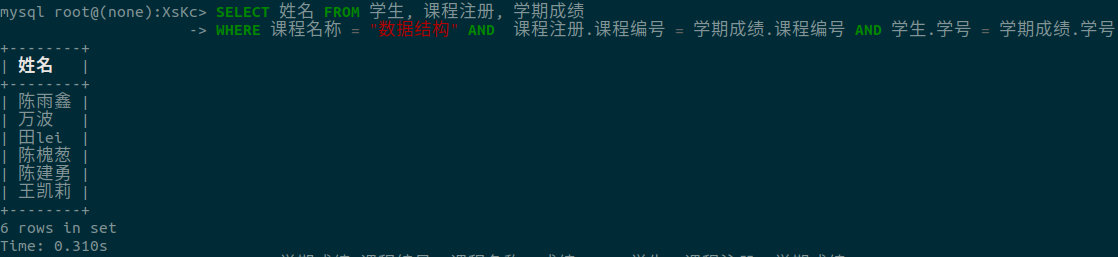 mysql root@(none):XsKc> SELECT 姓名 FROM 学生, 课程注册, 学期成绩
-> WHERE 课程名称 = "数据结构" AND  课程注册.课程编号 = 学期成绩.课程编号 AND 学生.学号 = 学期成绩.学号
+--------+
| 姓名   |
+--------+
| 陈雨鑫 |
| 万波   |
| 田lei  |
| 陈槐葱 |
| 陈建勇 |
| 王凯莉 |
+--------+
6 rows in set
Time: 0.310s